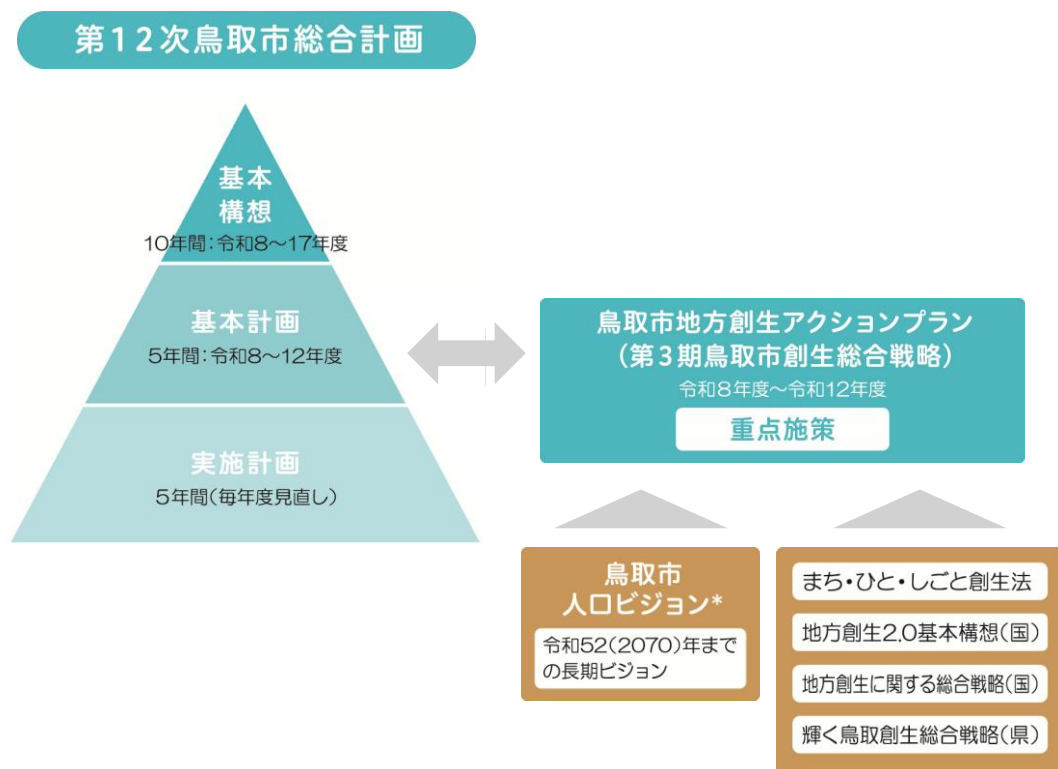 第12次鳥取市総合計画
基本
構想
10年間:令和8〜17年度
基本計画
5年間:令和8〜12年度
実施計画
5年間(毎年度見直し)
鳥取市地方創生アクションプラン
(第3期鳥取市創生総合戦略)
令和8年度〜令和12年度
重点施策
鳥取市
人口ビジョン*
令和52(2070)年まで
の長期ビジョン
まち・ひと・しごと創生法
地方創生2.0基本構想(国)
地方創生に関する総合戦略(国)
輝く鳥取創生総合戦略(県)